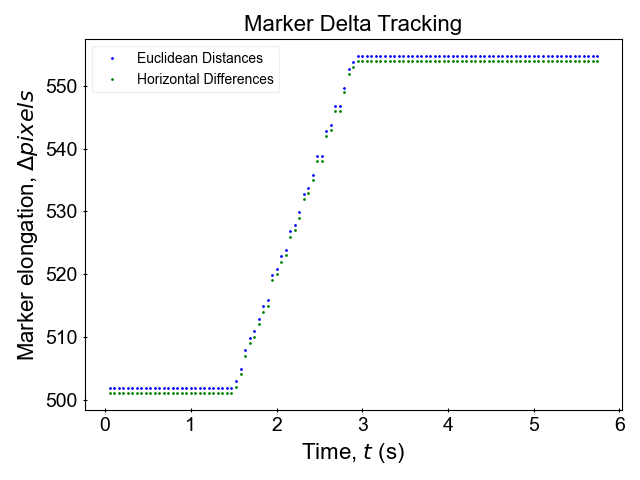 Marker Delta Tracking
Euclidean Distances
Horizontal Differences
Marker elongation, Δpixels
550
540
530
520
510
500
0 1 2 3 4 5 6
Time, t (s)